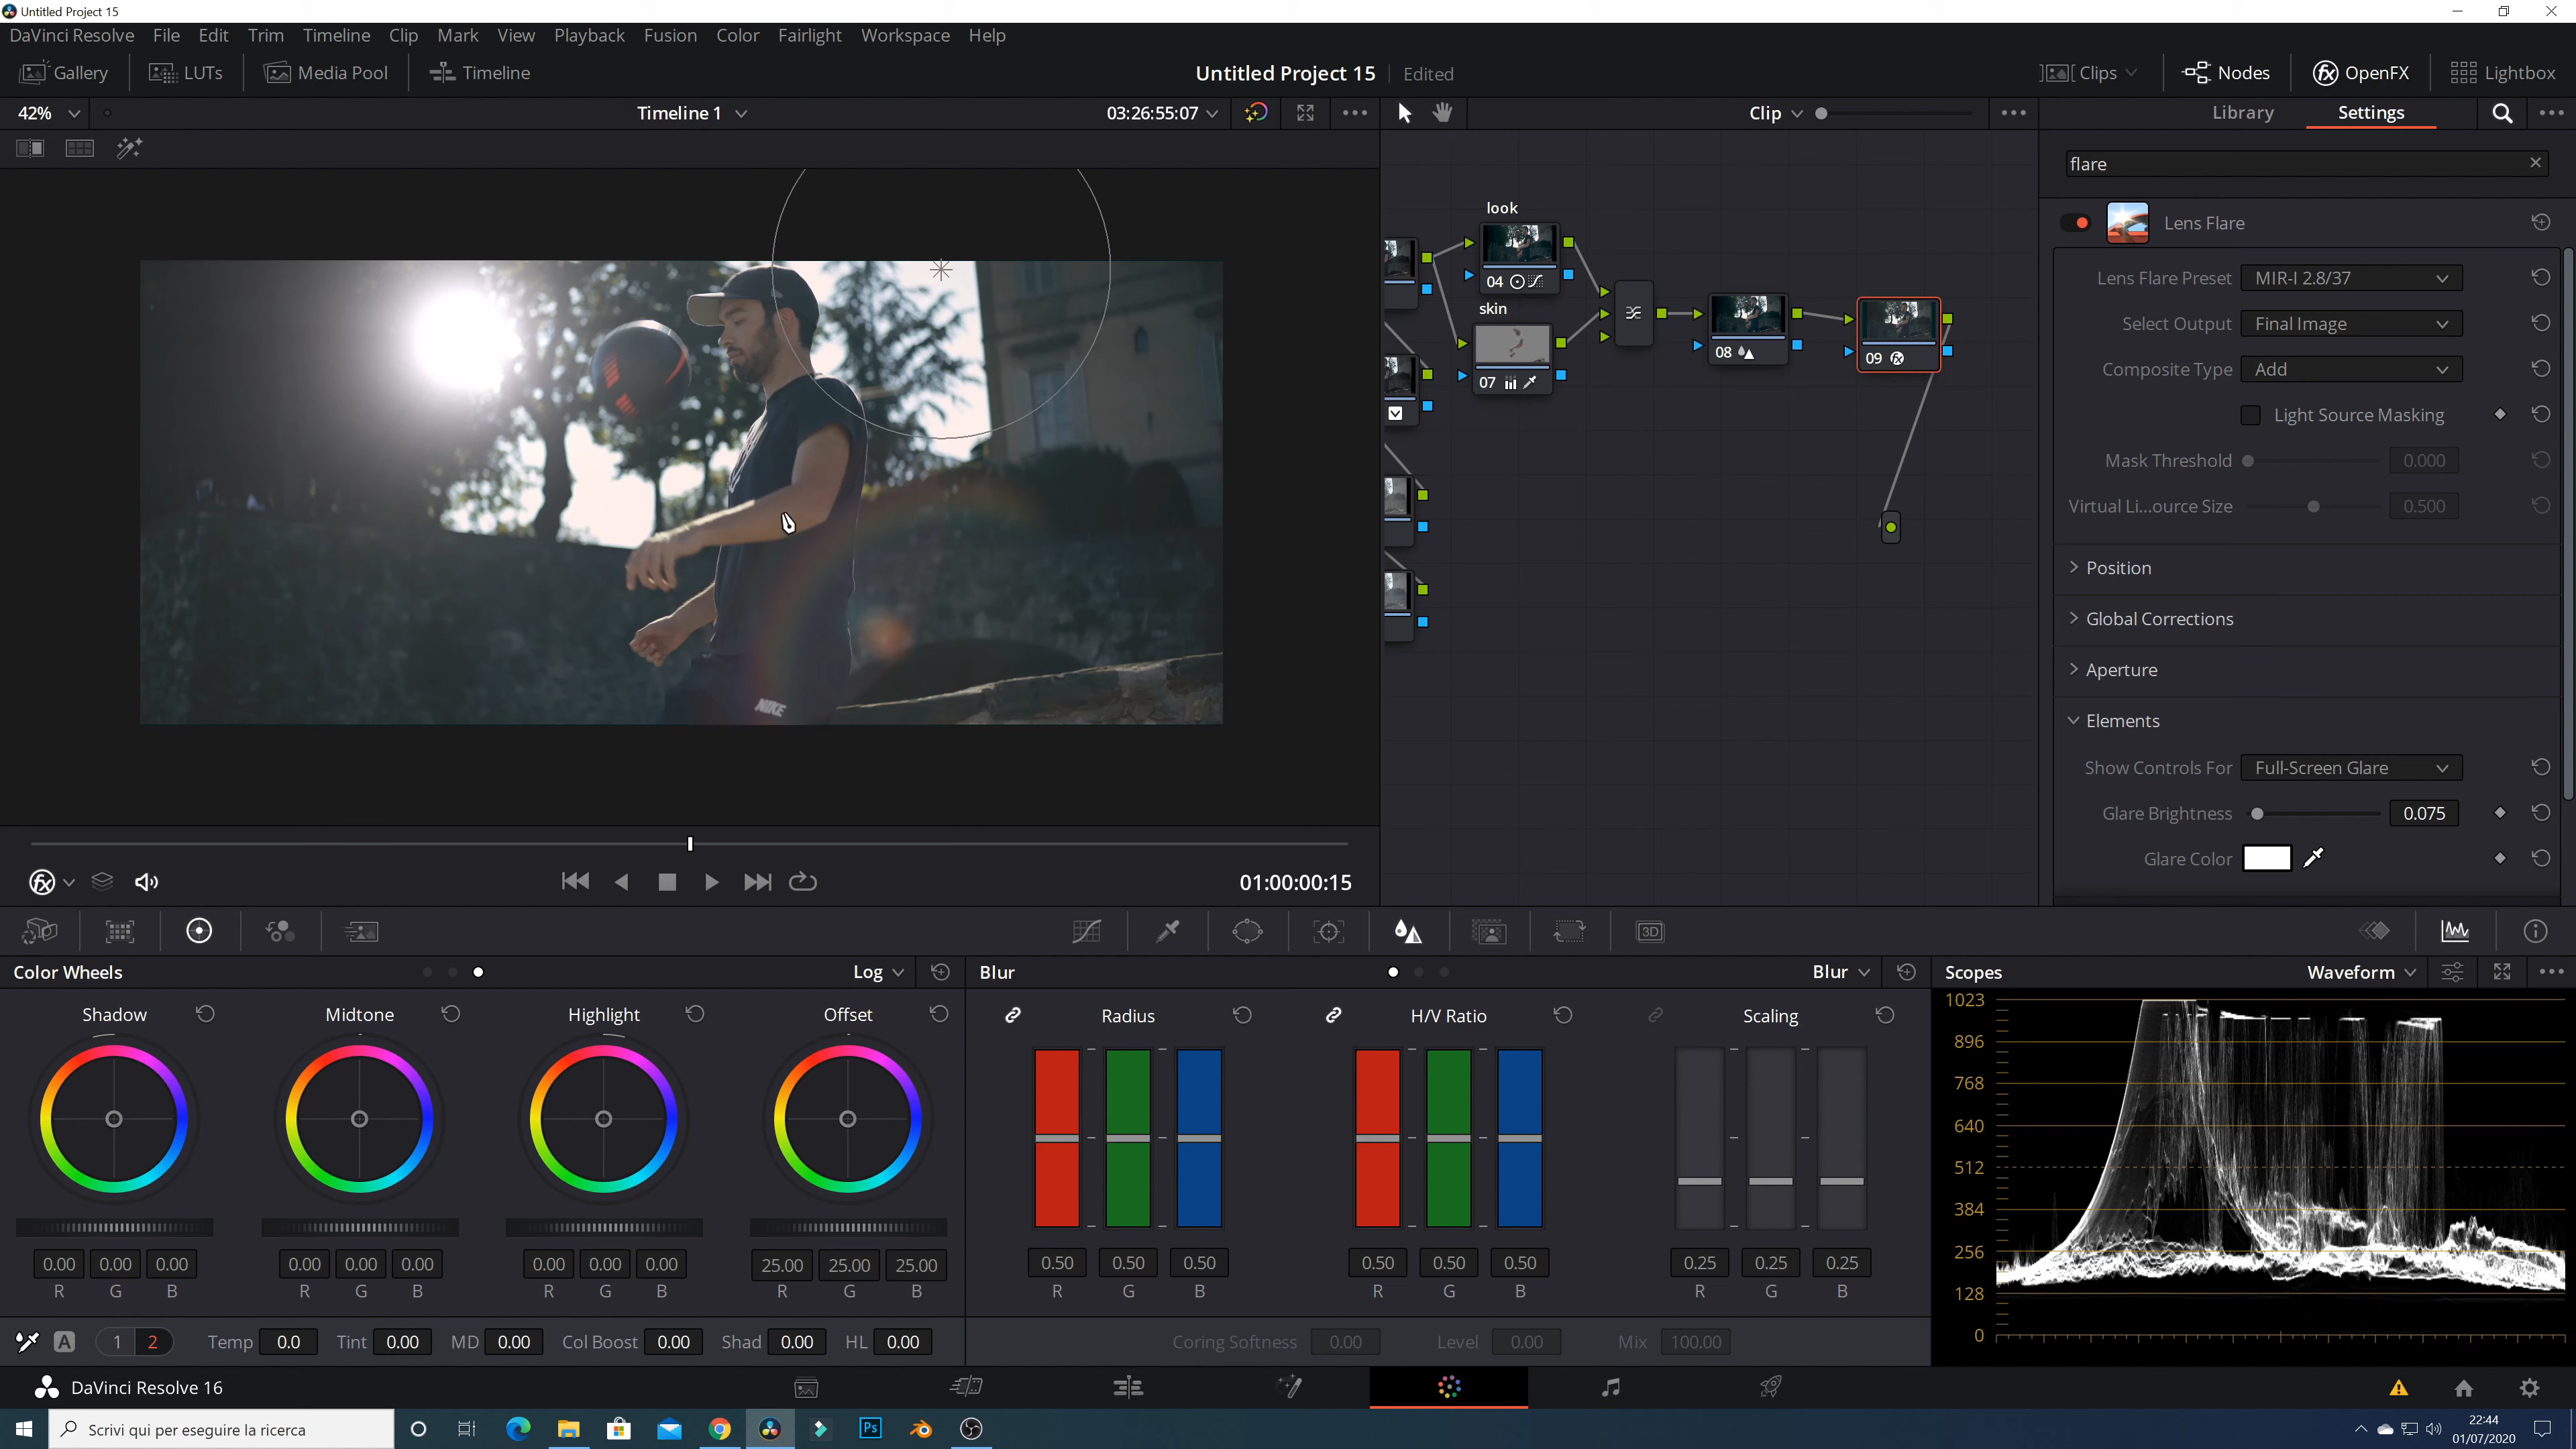 Untitled Project 15
DaVinci Resolve File Edit Trim Timeline Clip Mark View Playback Fusion Color Fairlight Workspace Help
Gallery LUTs Media Pool Timeline Untitled Project 15 Edited Clips Nodes OpenFX Lightbox
42% Timeline 1 03:26:55:07 Clip Library Settings
flare
look
Lens Flare
04
skin
07
08
09
NIKE
Lens Flare Preset MIR-I 2.8/37
Select Output Final Image
Composite Type Add
Light Source Masking
Mask Threshold 0.000
Virtual Li...ource Size 0.500
Position
Global Corrections
Aperture
Elements
Show Controls For Full-Screen Glare
Glare Brightness 0.075
Glare Color
01:00:00:15
3D
Color Wheels Log Blur Blur Scopes Waveform
Shadow Midtone Highlight Offset Radius H/V Ratio Scaling
1023
896
768
640
512
384
256
128
0
0.00 0.00 0.00 0.00 0.00 0.00 0.00 0.00 0.00 25.00 25.00 25.00 0.50 0.50 0.50 0.50 0.50 0.50 0.25 0.25 0.25
R G B R G B R G B R G B R G B R G B R G B
A 1 2 Temp 0.0 Tint 0.00 MD 0.00 Col Boost 0.00 Shad 0.00 HL 0.00 Coring Softness 0.00 Level 0.00 Mix 100.00
DaVinci Resolve 16
Scrivi qui per eseguire la ricerca
Ps
22:44
01/07/2020